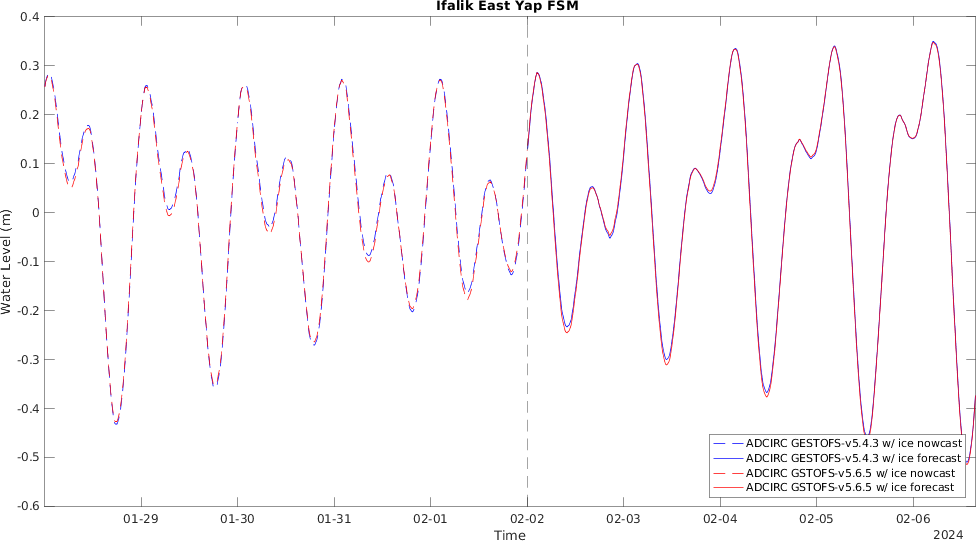 Ifalik East Yap FSM
0.4
0.3
0.2
0.1
0
-0.1
-0.2
-0.3
-0.4
-0.5
-0.6
Water Level (m)
ADCIRC GESTOFS-v5.4.3 w/ ice nowcast
ADCIRC GESTOFS-v5.4.3 w/ ice forecast
ADCIRC GSTOFS-v5.6.5 w/ ice nowcast
ADCIRC GSTOFS-v5.6.5 w/ ice forecast
01-29 01-30 01-31 02-01 02-02 02-03 02-04 02-05 02-06
Time
2024